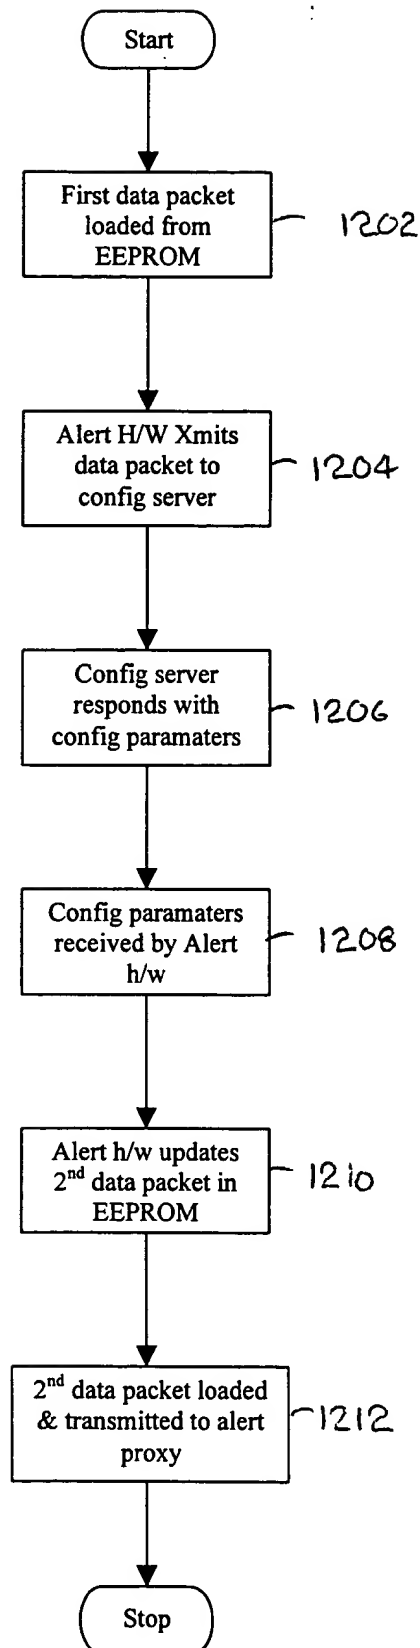 Start
First data packet
loaded from
EEPROM
1202
Alert H/W Xmits
data packet to
config server
1204
Config server
responds with
config paramaters
1206
Config paramaters
received by Alert
h/w
1208
Alert h/w updates
2nd data packet in
EEPROM
1210
2nd data packet loaded
& transmitted to alert
proxy
1212
Stop